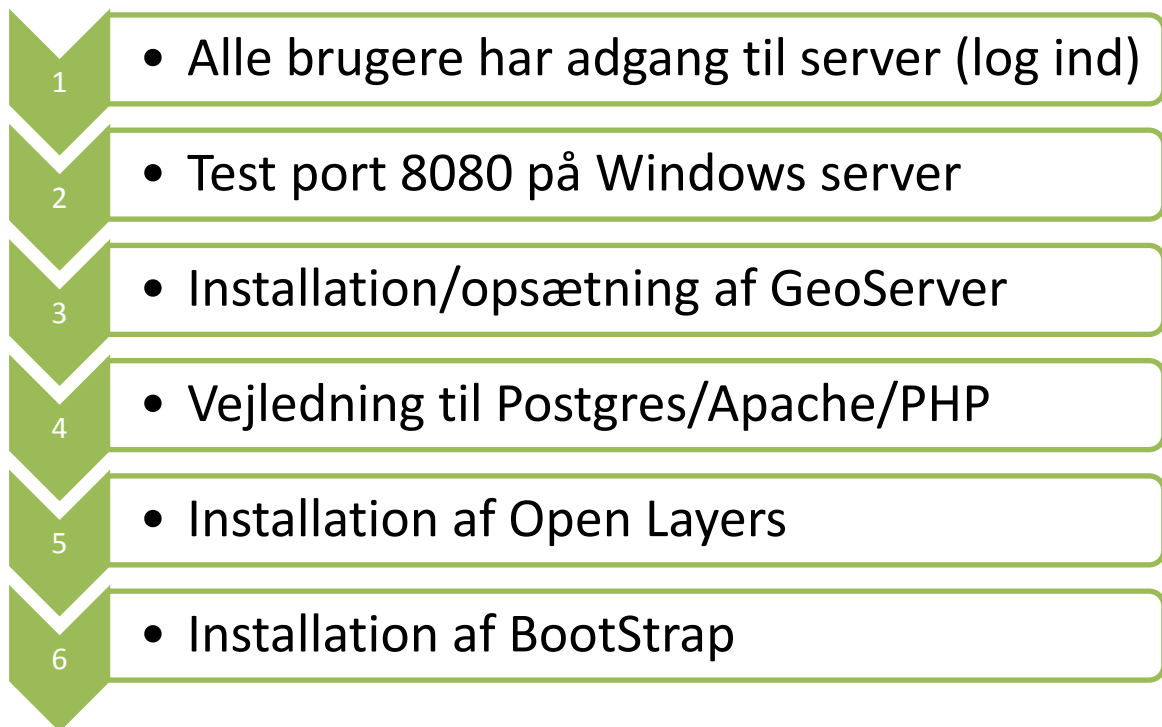 1 • Alle brugere har adgang til server (log ind)
2 • Test port 8080 på Windows server
3 • Installation/opsætning af GeoServer
4 • Vejledning til Postgres/Apache/PHP
5 • Installation af Open Layers
6 • Installation af BootStrap